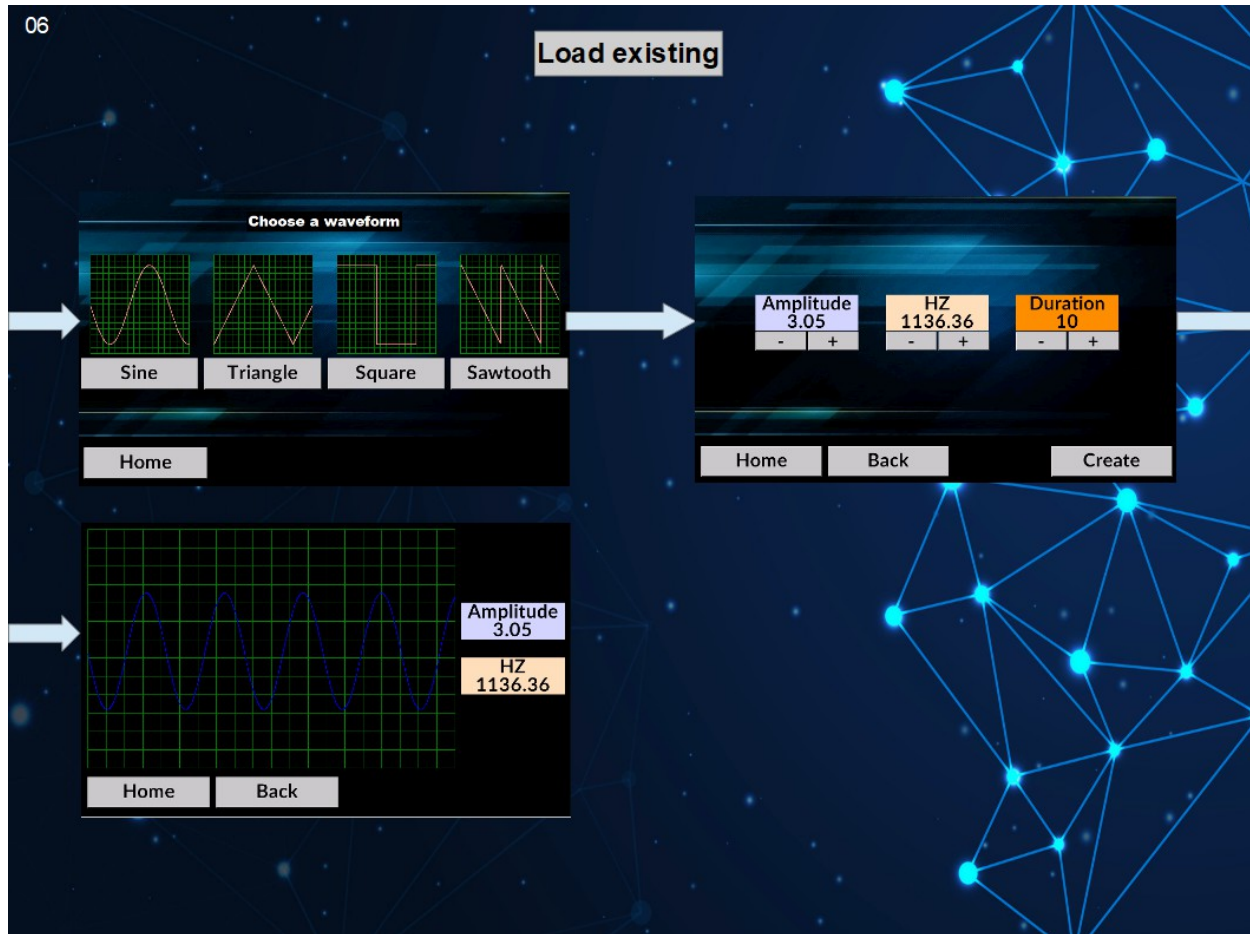 06
Load existing
Choose a waveform
Sine
Triangle
Square
Sawtooth
Home
Amplitude
3.05
- +
HZ
1136.36
- +
Duration
10
- +
Home
Back
Create
Amplitude
3.05
HZ
1136.36
Home
Back